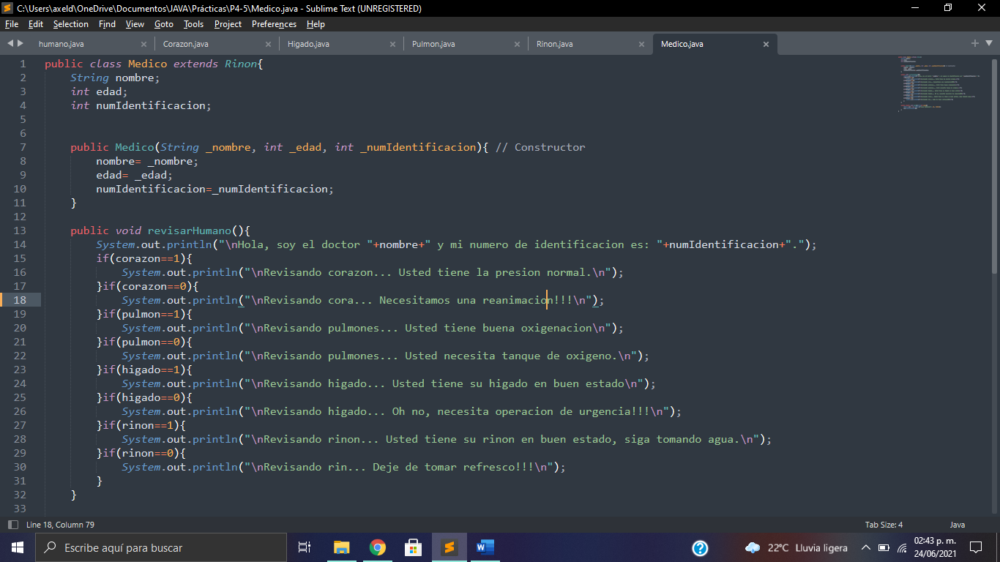 C:\Users\axeld\OneDrive\Documentos\JAVA\Prácticas\P4-5\Medico.java - Sublime Text (UNREGISTERED)
File Edit Selection Find View Goto Tools Project Preferences Help
humano.java Corazon.java Higado.java Pulmon.java Rinon.java Medico.java
1 public class Medico extends Rinon{
2 String nombre;
3 int edad;
4 int numIdentificacion;
5
6
7 public Medico(String _nombre, int _edad, int _numIdentificacion){ // Constructor
8 nombre= _nombre;
9 edad= _edad;
10 numIdentificacion=_numIdentificacion;
11 }
12
13 public void revisarHumano(){
14 System.out.println("\nHola, soy el doctor "+nombre+" y mi numero de identificacion es: "+numIdentificacion+".");
15 if(corazon==1){
16 System.out.println("\nRevisando corazon... Usted tiene la presion normal.\n");
17 }if(corazon==0){
18 System.out.println("\nRevisando cora... Necesitamos una reanimacion!!!\n");
19 }if(pulmon==1){
20 System.out.println("\nRevisando pulmones... Usted tiene buena oxigenacion\n");
21 }if(pulmon==0){
22 System.out.println("\nRevisando pulmones... Usted necesita tanque de oxigeno.\n");
23 }if(higado==1){
24 System.out.println("\nRevisando higado... Usted tiene su higado en buen estado\n");
25 }if(higado==0){
26 System.out.println("\nRevisando higado... Oh no, necesita operacion de urgencia!!!\n");
27 }if(rinon==1){
28 System.out.println("\nRevisando rinon... Usted tiene su rinon en buen estado, siga tomando agua.\n");
29 }if(rinon==0){
30 System.out.println("\nRevisando rin... Deje de tomar refresco!!!\n");
31 }
32 }
33
Line 18, Column 79 Tab Size: 4 Java
Escribe aquí para buscar 22°C Lluvia ligera 02:43 p. m.
24/06/2021